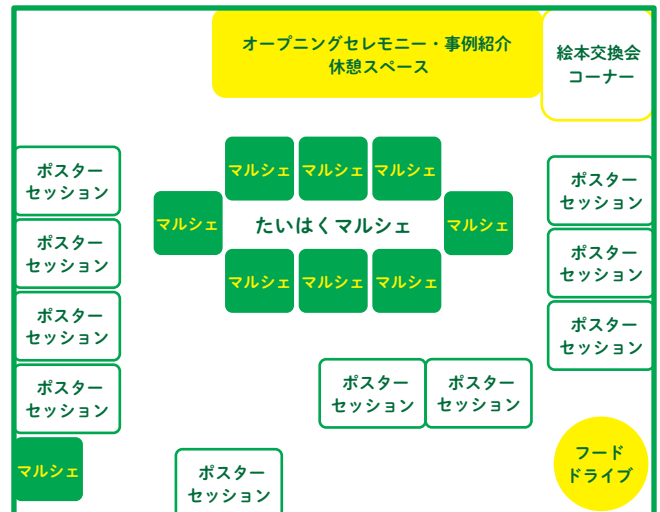 オープニングセレモニー・事例紹介
休憩スペース
絵本交換会
コーナー
マルシェ
マルシェ
マルシェ
ポスター
セッション
ポスター
セッション
マルシェ
たいはくマルシェ
マルシェ
ポスター
セッション
ポスター
セッション
マルシェ
マルシェ
マルシェ
ポスター
セッション
ポスター
セッション
ポスター
セッション
ポスター
セッション
ポスター
セッション
マルシェ
フード
ドライブ
ポスター
セッション